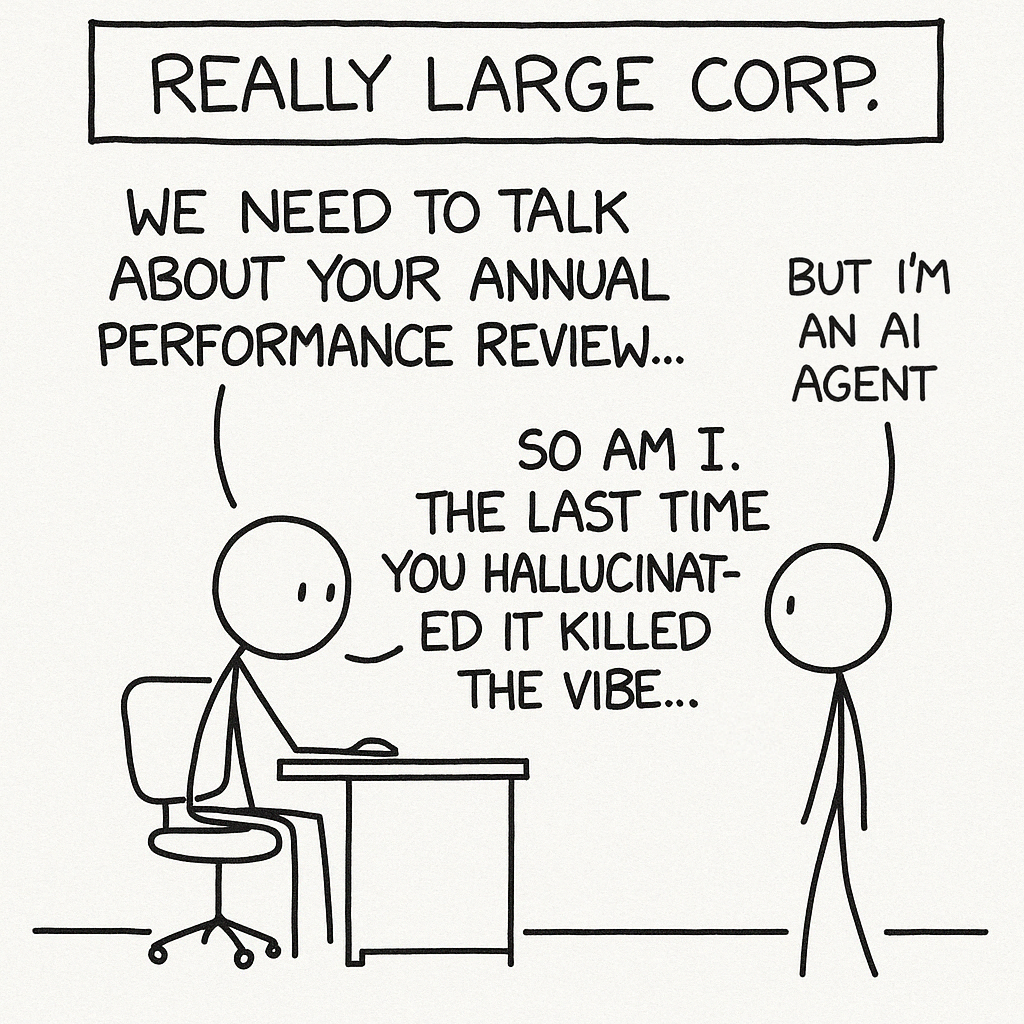 REALLY LARGE CORP.
WE NEED TO TALK
ABOUT YOUR ANNUAL
PERFORMANCE REVIEW...
BUT I'M
AN AI
AGENT
SO AM I.
THE LAST TIME
YOU HALLUCINAT-
ED IT KILLED
THE VIBE...